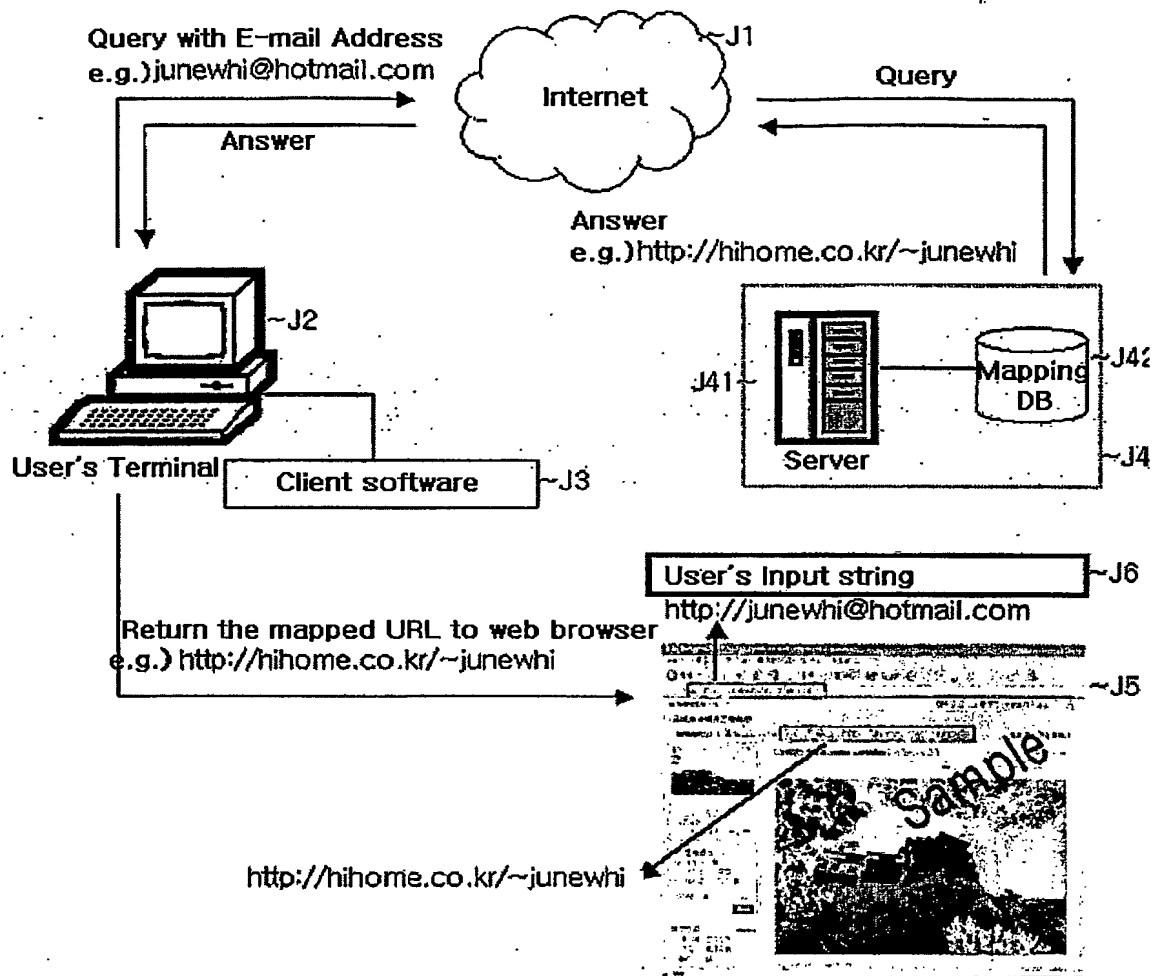 Query with E-mail Address
e.g.)junewhi@hotmail.com
~J1
Internet
Query
Answer
Answer
e.g.)http://hihome.co.kr/~junewhi
~J2
J41~
~J42
Mapping
DB
Server
~J4
User's Terminal
Client software
~J3
User's Input string
~J6
http://junewhi@hotmail.com
Return the mapped URL to web browser
e.g.) http://hihome.co.kr/~junewhi
~J5
Sample
http://hihome.co.kr/~junewhi